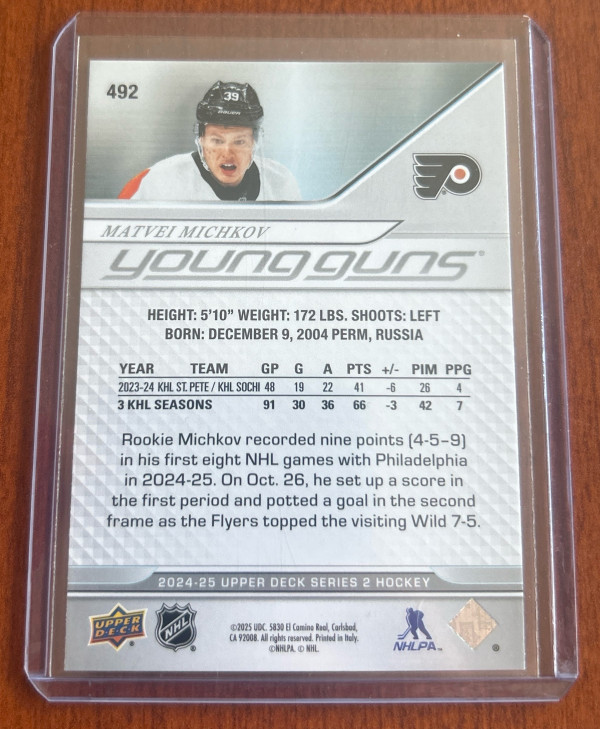 492
39
BAUER
MATVEI MICHKOV
young guns
HEIGHT: 5'10" WEIGHT: 172 LBS. SHOOTS: LEFT
BORN: DECEMBER 9, 2004 PERM, RUSSIA
YEAR TEAM GP G A PTS +/- PIM PPG
2023-24 KHL ST. PETE / KHL SOCHI 48 19 22 41 -6 26 4
3 KHL SEASONS 91 30 36 66 -3 42 7
Rookie Michkov recorded nine points (4-5–9)
in his first eight NHL games with Philadelphia
in 2024-25. On Oct. 26, he set up a score in
the first period and potted a goal in the second
frame as the Flyers topped the visiting Wild 7-5.
2024-25 UPPER DECK SERIES 2 HOCKEY
UPPER
D·E·C·K
NHL
©2025 UDC. 5830 El Camino Real, Carlsbad,
CA 92008. All rights reserved. Printed in Italy.
©NHLPA. © NHL.
NHLPA™